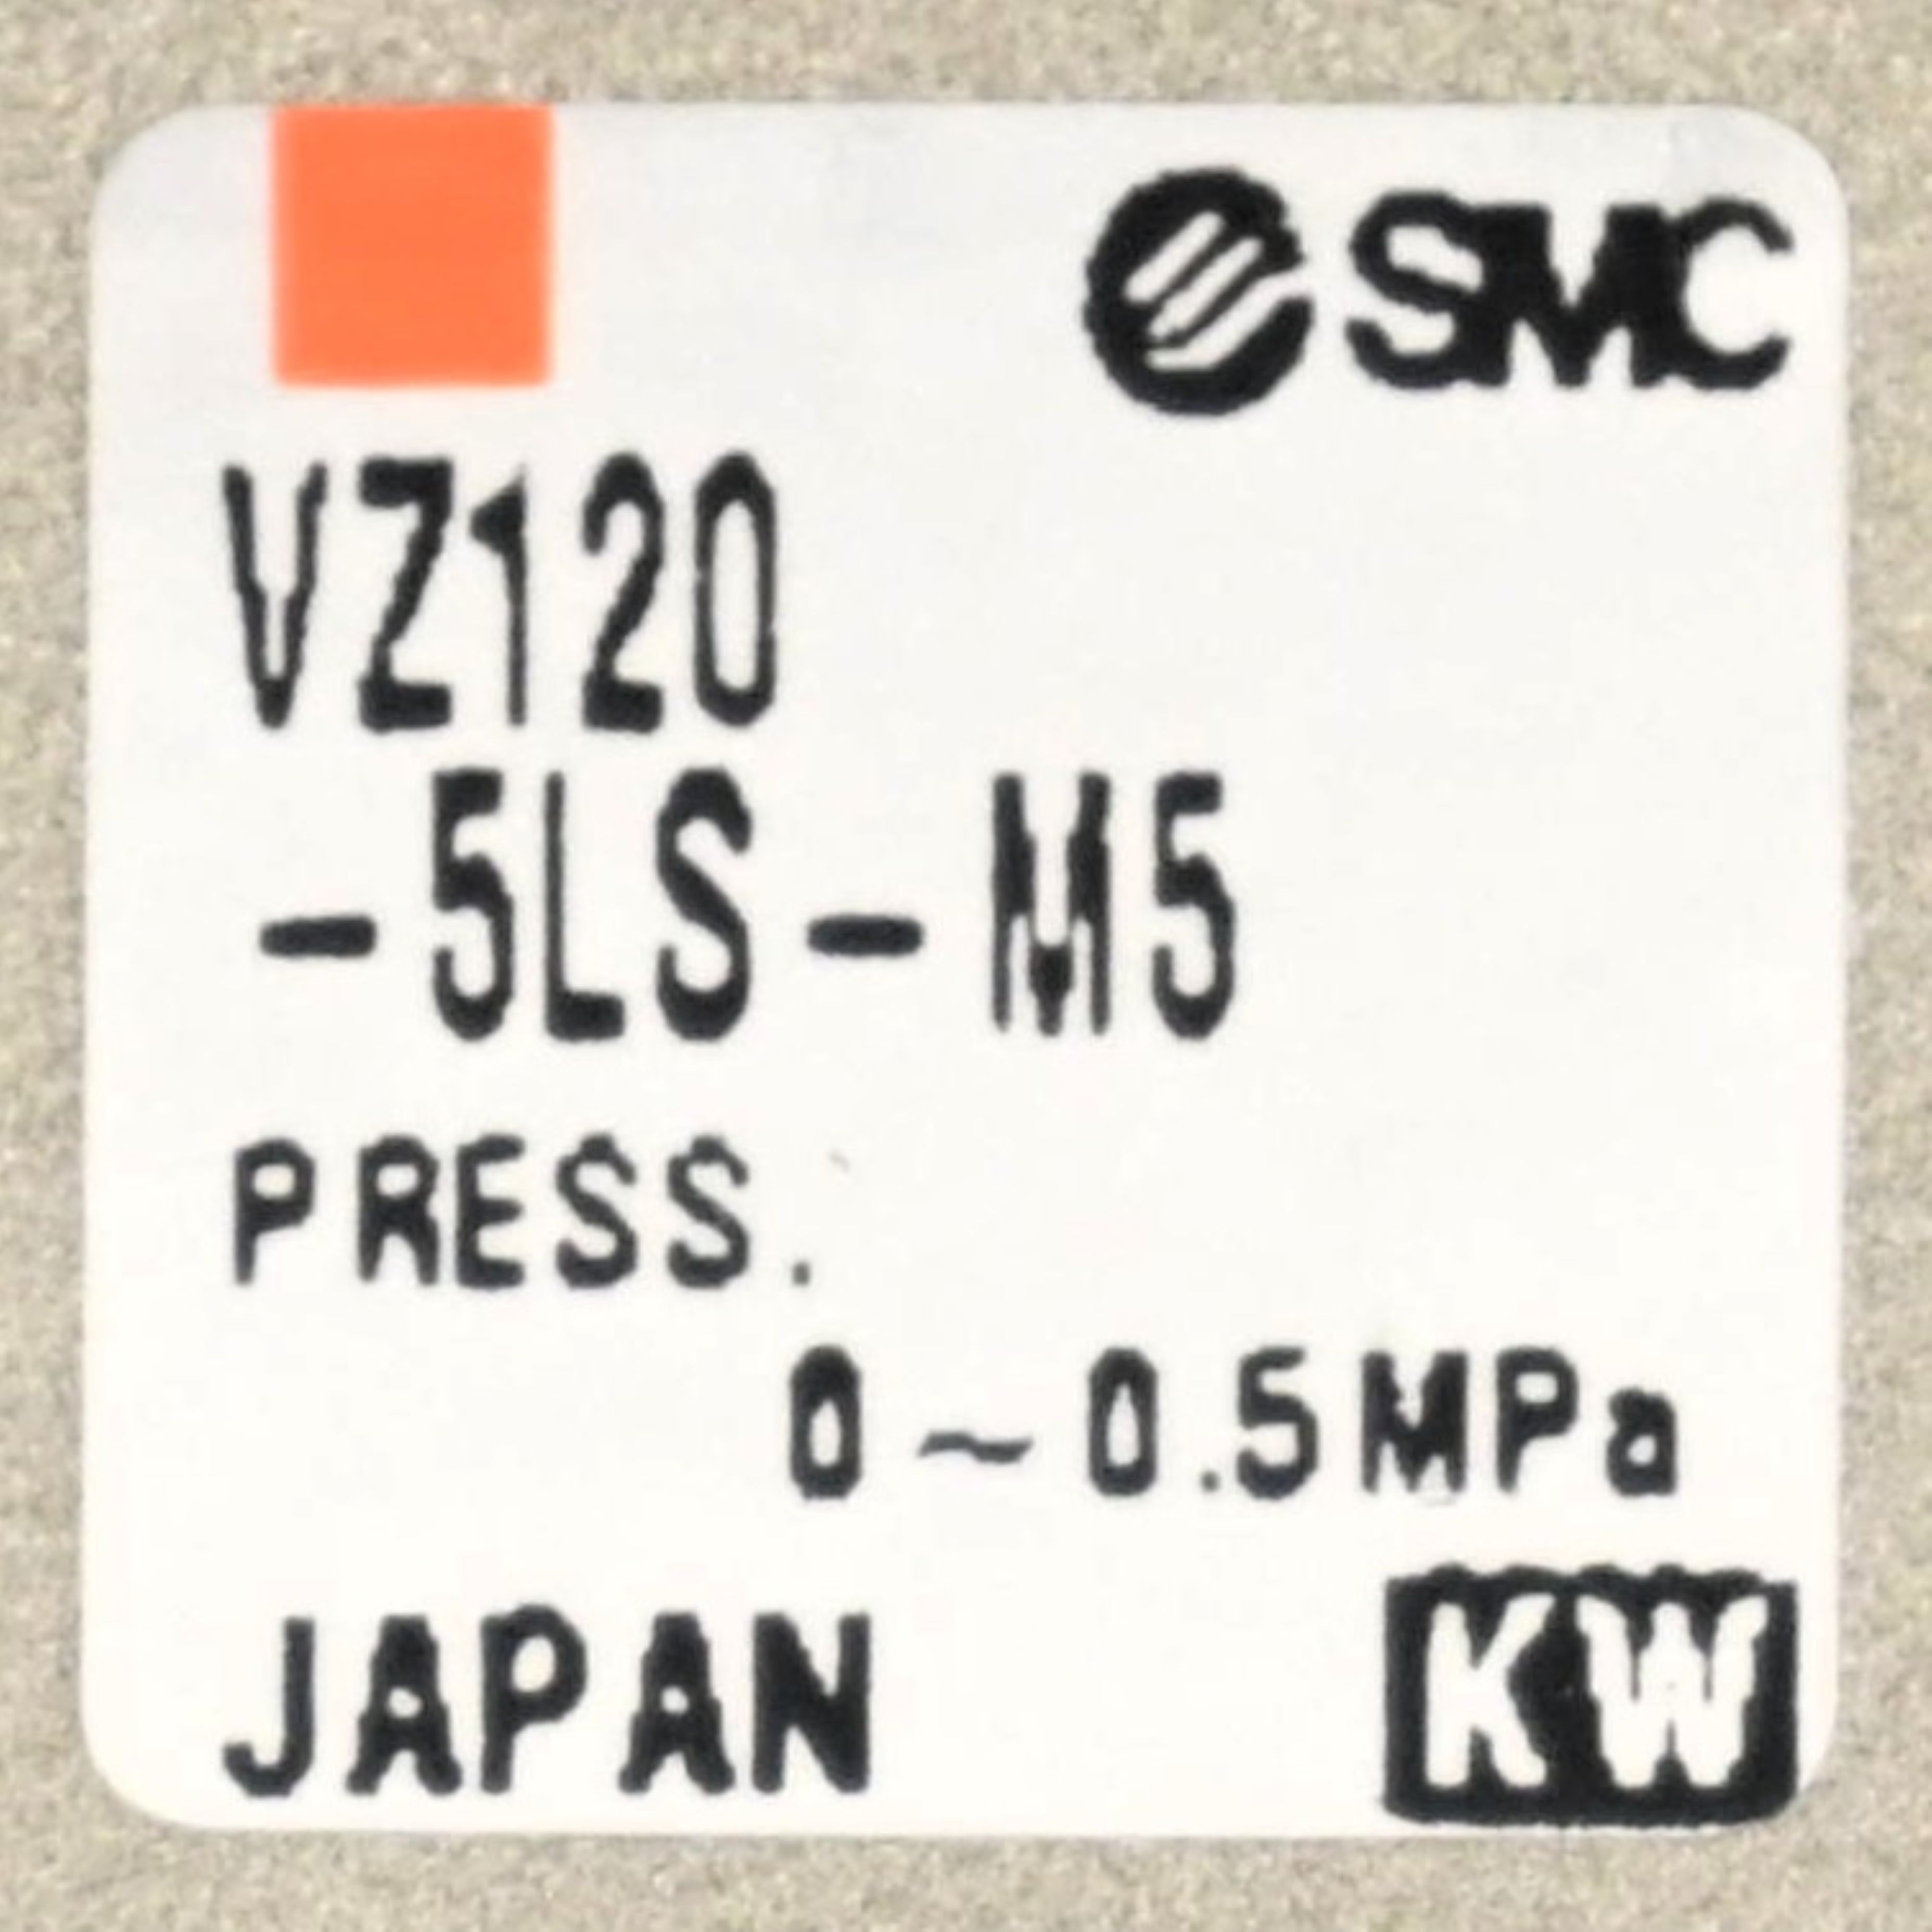 SMC
VZ120
-5LS-M5
PRESS.
0~0.5MPa
JAPAN
KW